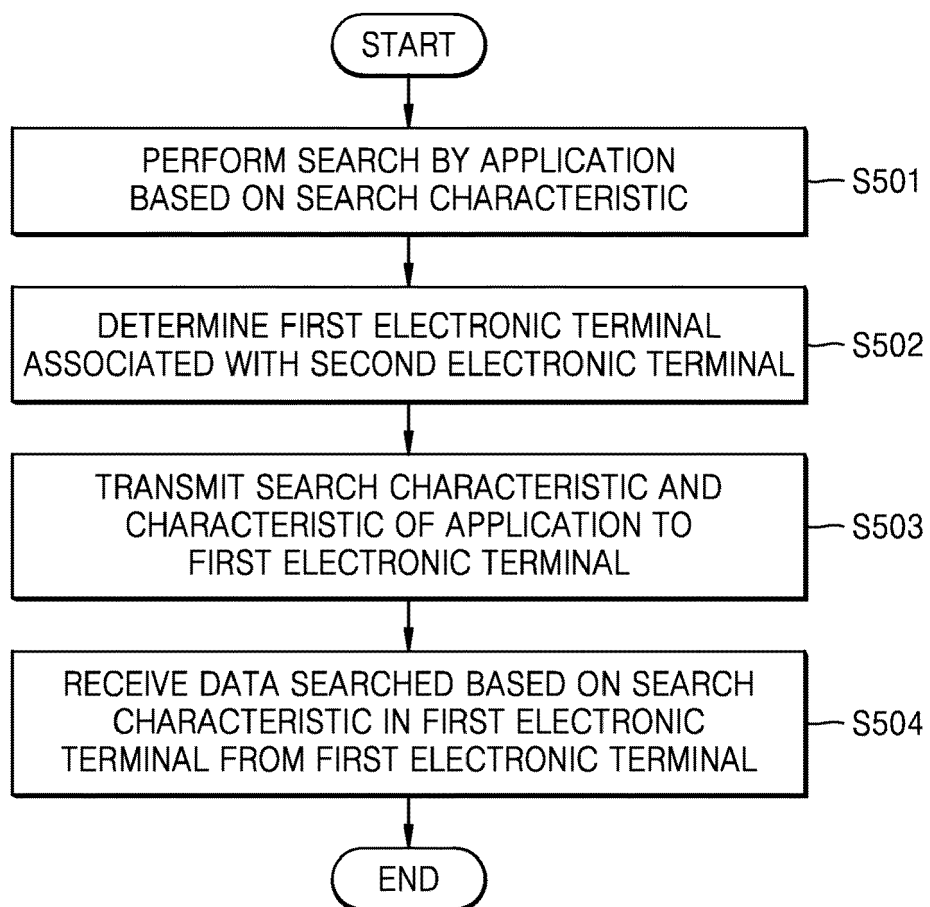 START
PERFORM SEARCH BY APPLICATION
BASED ON SEARCH CHARACTERISTIC
S501
DETERMINE FIRST ELECTRONIC TERMINAL
ASSOCIATED WITH SECOND ELECTRONIC TERMINAL
S502
TRANSMIT SEARCH CHARACTERISTIC AND
CHARACTERISTIC OF APPLICATION TO
FIRST ELECTRONIC TERMINAL
S503
RECEIVE DATA SEARCHED BASED ON SEARCH
CHARACTERISTIC IN FIRST ELECTRONIC
TERMINAL FROM FIRST ELECTRONIC TERMINAL
S504
END